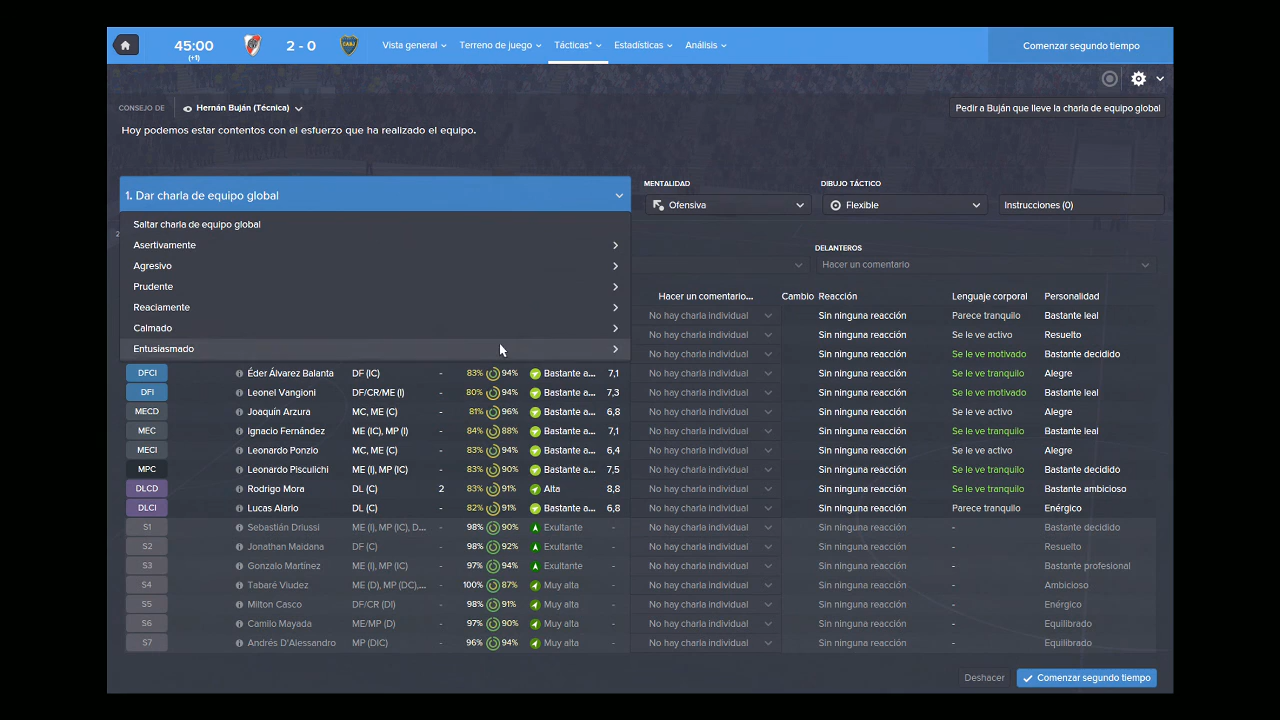 45:00 2 - 0 Vista general Terreno de juego Tácticas* Estadísticas Análisis Comenzar segundo tiempo
(+1)
CONSEJO DE Hernán Buján (Técnica) Pedir a Buján que lleve la charla de equipo global
Hoy podemos estar contentos con el esfuerzo que ha realizado el equipo.
MENTALIDAD DIBUJO TÁCTICO
1. Dar charla de equipo global Ofensiva Flexible Instrucciones (0)
Saltar charla de equipo global
Asertivamente
DELANTEROS
Agresivo Hacer un comentario
Prudente
Hacer un comentario... Cambio Reacción Lenguaje corporal Personalidad
Reaciamente No hay charla individual Sin ninguna reacción Parece tranquilo Bastante leal
Calmado No hay charla individual Sin ninguna reacción Se le ve activo Resuelto
Entusiasmado No hay charla individual Sin ninguna reacción Se le ve motivado Bastante decidido
DFCI Éder Álvarez Balanta DF (IC) - 83% 94% Bastante a... 7,1 No hay charla individual Sin ninguna reacción Se le ve tranquilo Alegre
DFI Leonel Vangioni DF/CR/ME (I) - 80% 94% Bastante a... 7,3 No hay charla individual Sin ninguna reacción Se le ve motivado Bastante leal
MECD Joaquín Arzura MC, ME (C) - 81% 96% Bastante a... 6,8 No hay charla individual Sin ninguna reacción Se le ve activo Alegre
MEC Ignacio Fernández ME (IC), MP (I) - 84% 88% Bastante a... 7,1 No hay charla individual Sin ninguna reacción Se le ve tranquilo Bastante leal
MECI Leonardo Ponzio MC, ME (C) - 83% 94% Bastante a... 6,4 No hay charla individual Sin ninguna reacción Se le ve activo Alegre
MPC Leonardo Pisculichi ME (I), MP (IC) - 83% 90% Bastante a... 7,5 No hay charla individual Sin ninguna reacción Se le ve tranquilo Bastante decidido
DLCD Rodrigo Mora DL (C) 2 83% 91% Alta 8,8 No hay charla individual Sin ninguna reacción Se le ve tranquilo Bastante ambicioso
DLCI Lucas Alario DL (C) - 82% 91% Bastante a... 6,8 No hay charla individual Sin ninguna reacción Parece tranquilo Enérgico
S1 Sebastián Driussi ME (I), MP (IC), D... 98% 90% Exultante - No hay charla individual Sin ninguna reacción - Bastante decidido
S2 Jonathan Maidana DF (C) 98% 92% Exultante - No hay charla individual Sin ninguna reacción - Resuelto
S3 Gonzalo Martinez ME (I), MP (IC) 97% 94% Exultante - No hay charla individual Sin ninguna reacción - Bastante profesional
S4 Tabaré Viudez ME (D), MP (DC),... 100% 87% Muy alta - No hay charla individual Sin ninguna reacción - Ambicioso
S5 Milton Casco DF/CR (DI) 98% 91% Muy alta - No hay charla individual Sin ninguna reacción - Enérgico
S6 Camilo Mayada ME/MP (D) 97% 90% Muy alta - No hay charla individual Sin ninguna reacción - Equilibrado
S7 Andrés D'Alessandro MP (DIC) 96% 94% Muy alta - No hay charla individual Sin ninguna reacción - Equilibrado
Deshacer Comenzar segundo tiempo